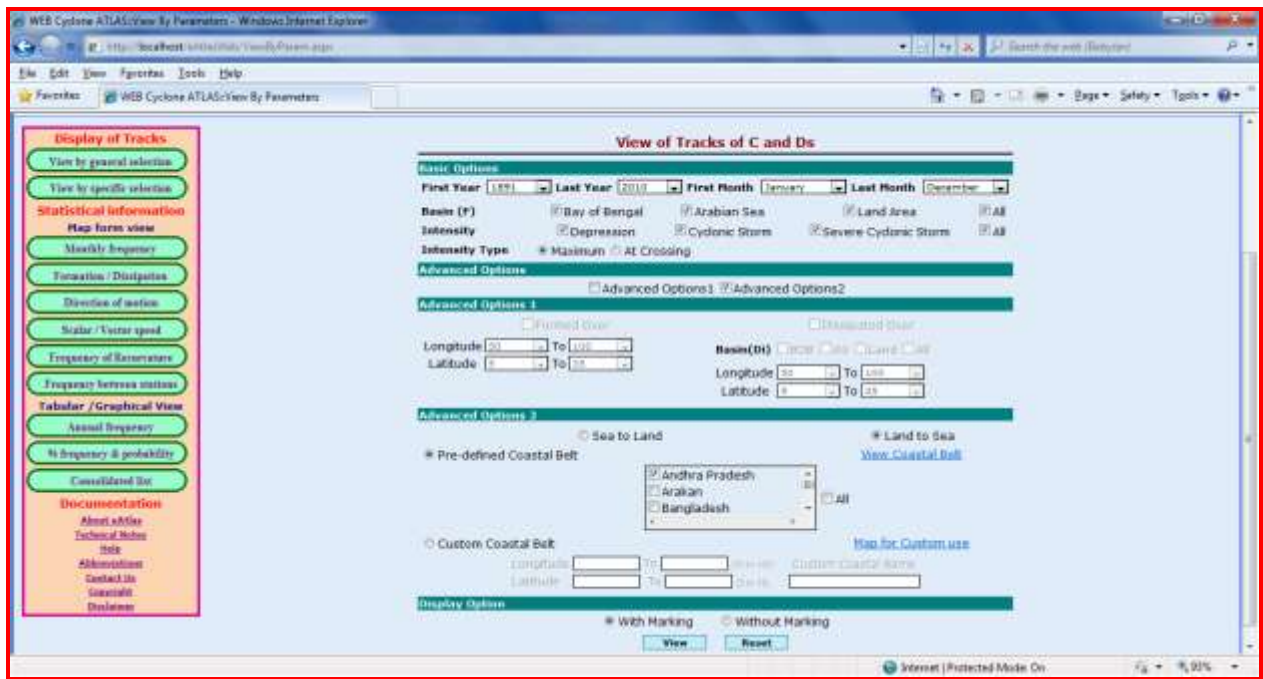 WEB Cyclone ATLAS::View By Parameters - Windows Internet Explorer
File Edit View Favorites Tools Help
Favorites WEB Cyclone ATLAS::View By Parameters Page Safety Tools
Display of Tracks
View by general selection
View by specific selection
Statistical information
Map form view
Monthly frequency
Formation / Dissipation
Direction of motion
Scalar / Vector speed
Frequency of Recurvature
Frequency between stations
Tabular /Graphical View
Annual frequency
% frequency & probability
Consolidated list
Documentation
About eAtlas
Technical Notes
Help
Abbreviations
Contact Us
Copyright
Disclaimer
View of Tracks of C and Ds
Basic Options
First Year 1891 Last Year 2010 First Month January Last Month December
Basin (F) Bay of Bengal Arabian Sea Land Area All
Intensity Depression Cyclonic Storm Severe Cyclonic Storm All
Intensity Type Maximum At Crossing
Advanced Options
Advanced Options1 Advanced Options2
Advanced Options 1
Formed Over Dissipated Over
Longitude 50 To 100
Latitude To
Basin(Di) Land All
Longitude 50 To 100
Latitude To
Advanced Options 2
Sea to Land Land to Sea
Pre-defined Coastal Belt View Coastal Belt
Andhra Pradesh
Arakan
Bangladesh
All
Custom Coastal Belt Map for Custom use
Longitude To Custom Coastal Name
Latitude To
Display Option
With Marking Without Marking
View Reset
Internet | Protected Mode: On 93%